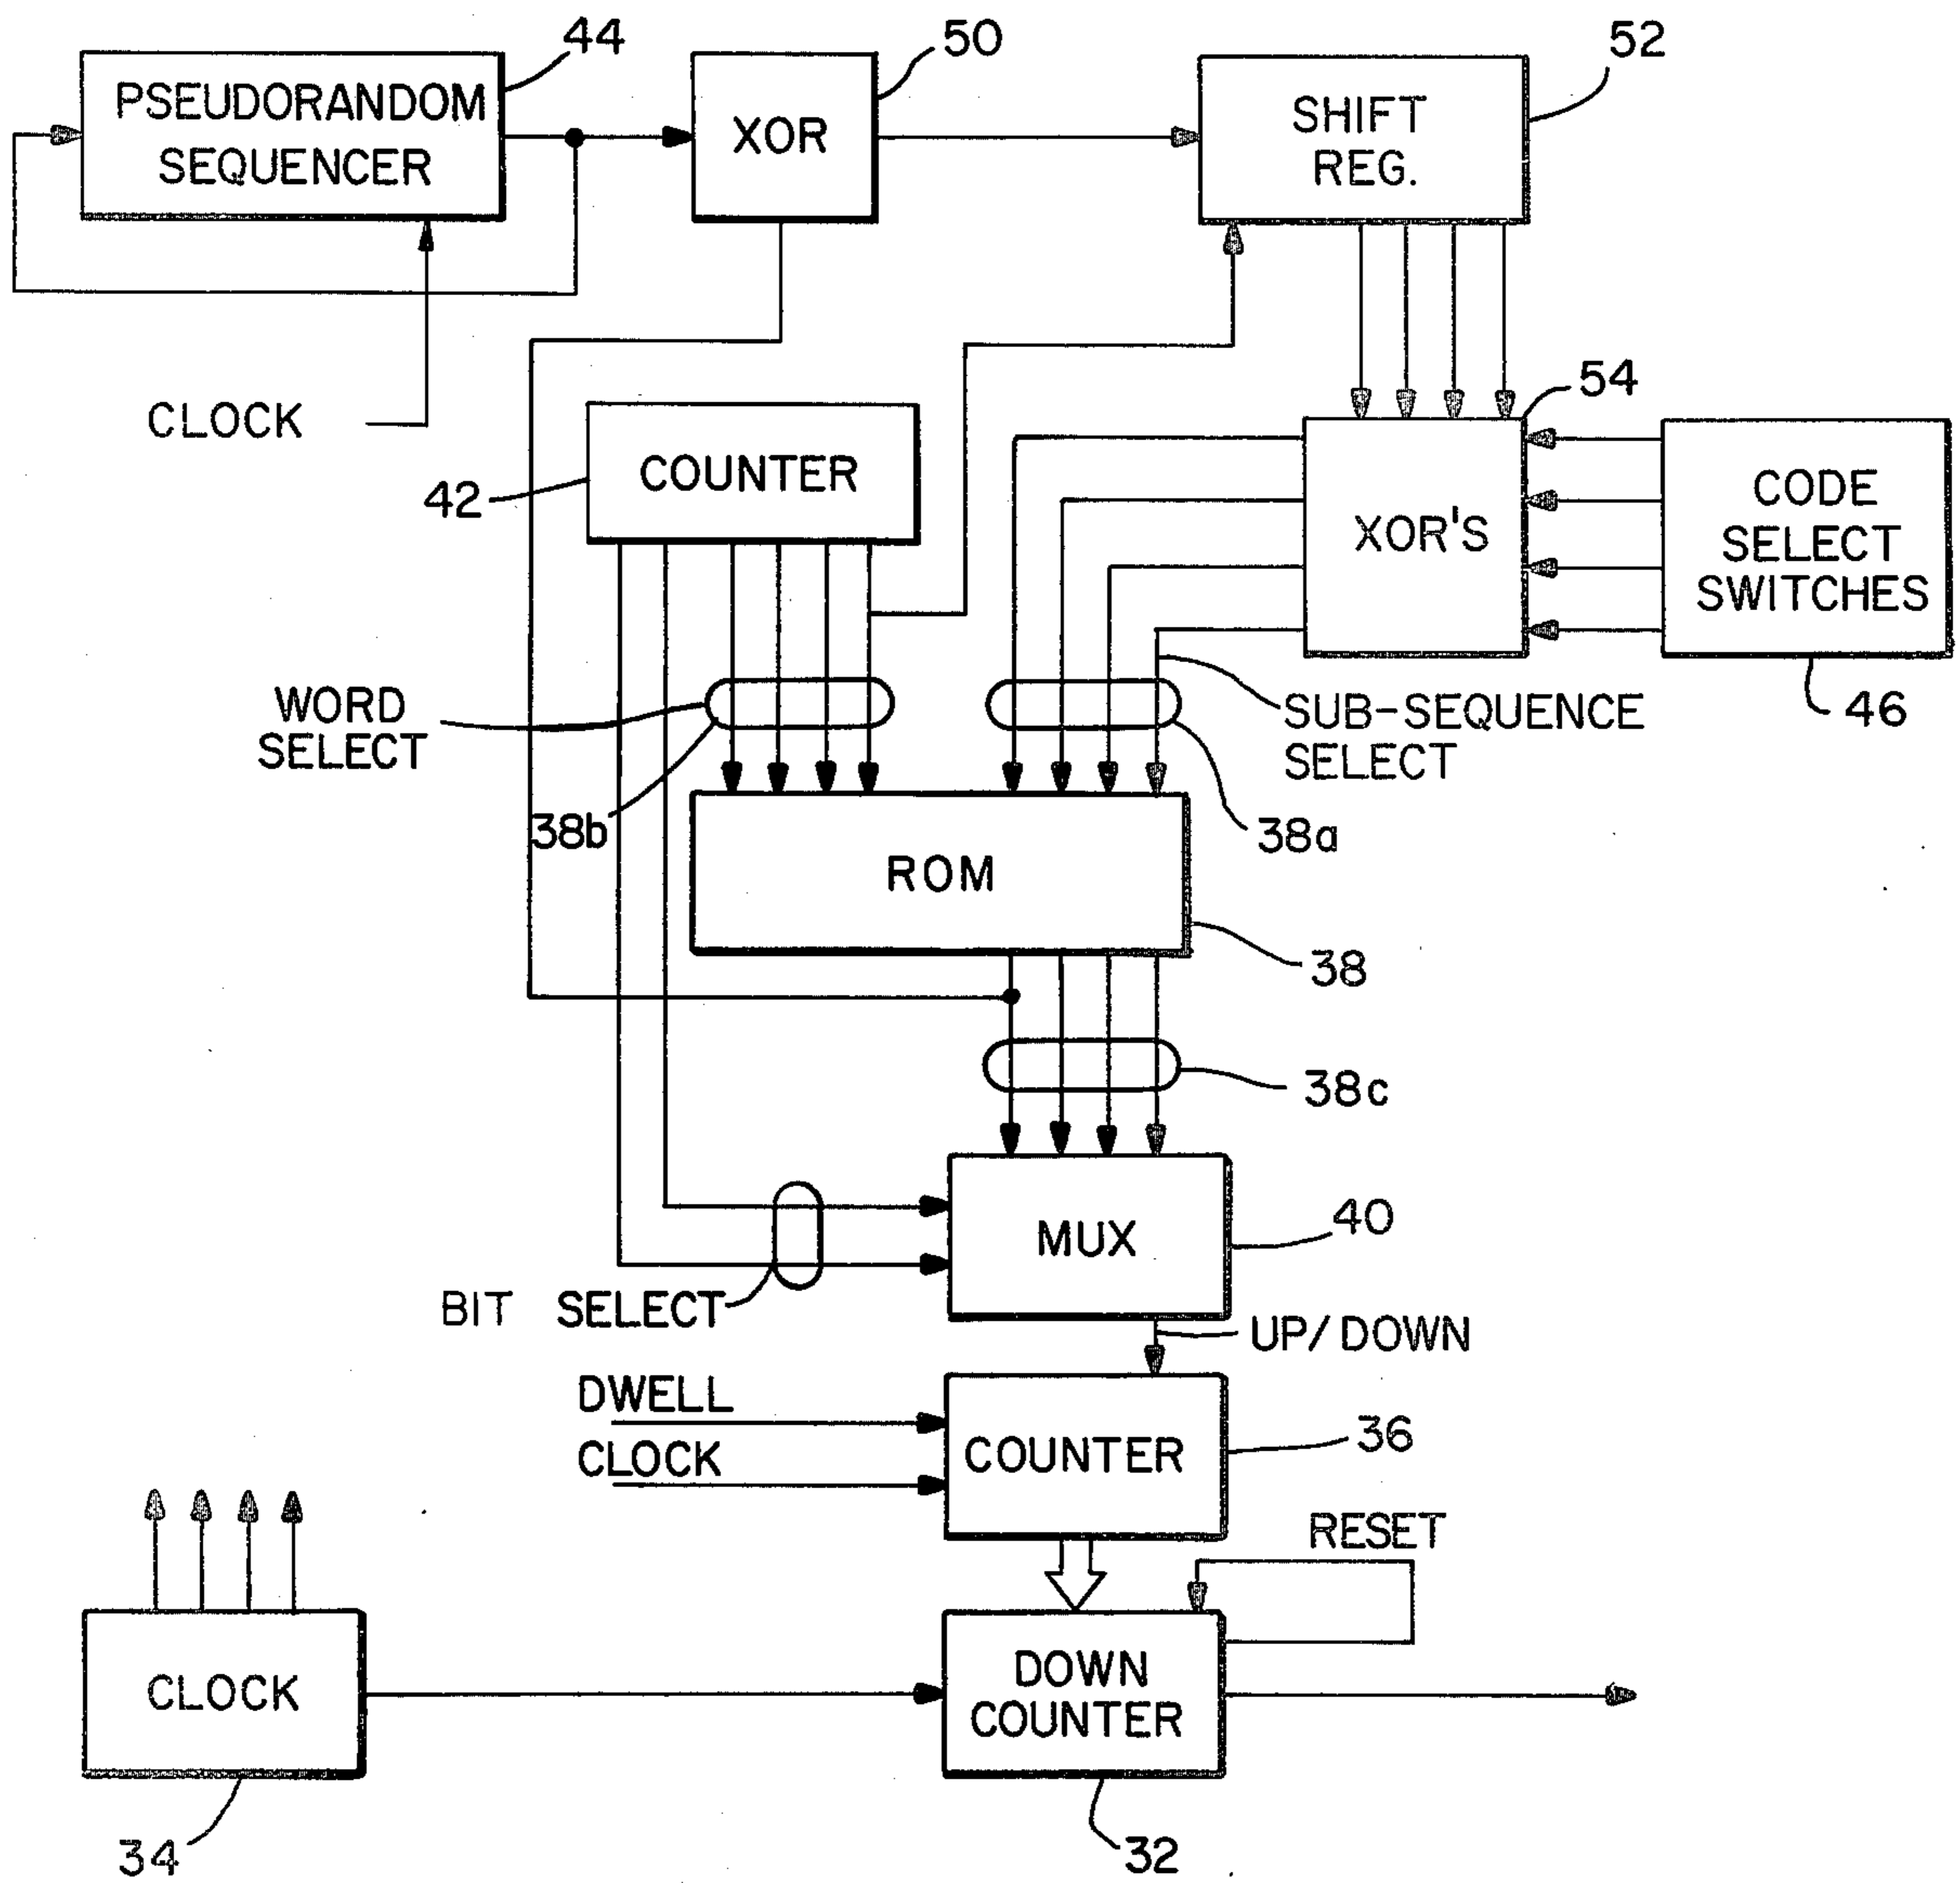 44
50
52
PSEUDORANDOM
SEQUENCER
XOR
SHIFT
REG.
54
CLOCK
COUNTER
42
XOR'S
CODE
SELECT
SWITCHES
WORD
SELECT
SUB-SEQUENCE
SELECT
46
38b
38a
ROM
38
38c
MUX
40
BIT SELECT
UP/DOWN
DWELL
CLOCK
COUNTER
36
RESET
CLOCK
DOWN
COUNTER
34
32